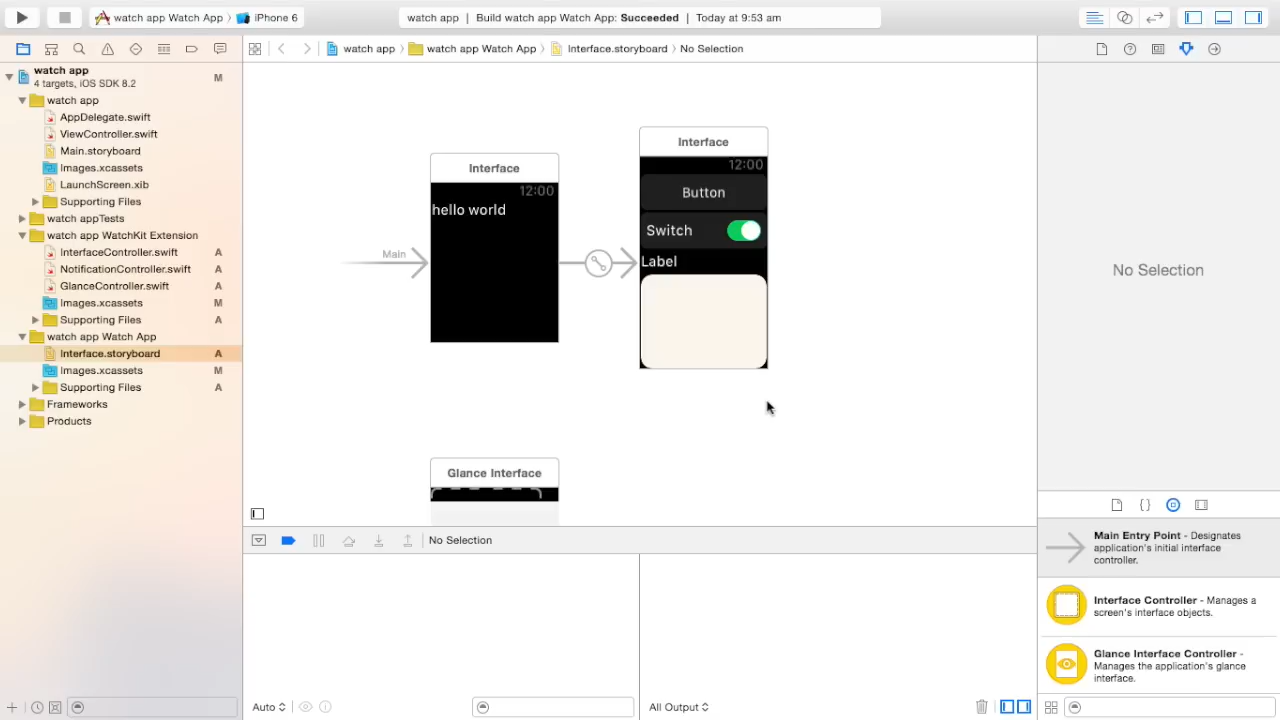 watch app Watch App
iPhone 6
watch app | Build watch app Watch App: Succeeded | Today at 9:53 am
watch app
watch app Watch App
Interface.storyboard
No Selection
watch app
4 targets, iOS SDK 8.2
M
watch app
AppDelegate.swift
ViewController.swift
Main.storyboard
Images.xcassets
LaunchScreen.xib
Supporting Files
watch appTests
watch app WatchKit Extension
InterfaceController.swift A
NotificationController.swift A
GlanceController.swift A
Images.xcassets M
Supporting Files A
watch app Watch App
Interface.storyboard A
Images.xcassets M
Supporting Files A
Frameworks
Products
Main
Interface
12:00
hello world
Interface
12:00
Button
Switch
Label
Glance Interface
No Selection
Auto
All Output
No Selection
Main Entry Point - Designates
application's initial interface
controller.
Interface Controller - Manages a
screen's interface objects.
Glance Interface Controller -
Manages the application's glance
interface.